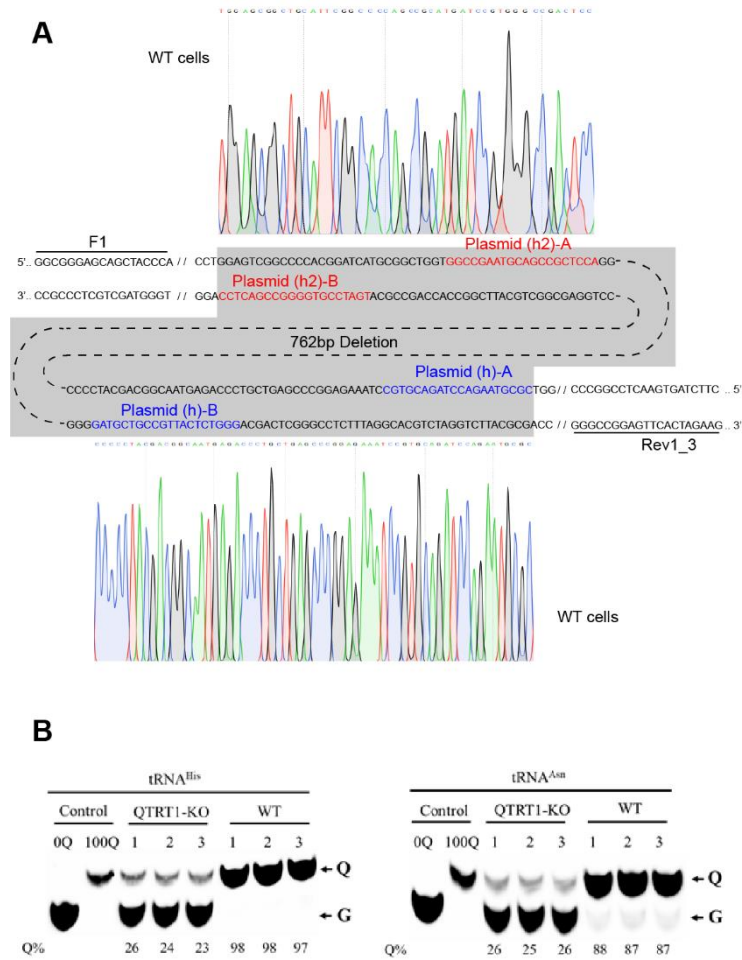 T G G A G C G G C T G C A T T C G G C C C C A G C C G C A T G A T C C G T G G G C C G A C T C C
A
WT cells
F1
Plasmid (h2)-A
5'.. GGCGGGAGCAGCTACCCA // CCTGGAGTCGGCCCCACGGATCATGCGGCTGGTGGCCGAATGCAGCCGCTCCAGG
Plasmid (h2)-B
3'.. CCGCCCTCGTCGATGGGT // GGACCTCAGCCGGGGTGCCTAGTACGCCGACCACCGGCTTACGTCGGCGAGGTCC
762bp Deletion
Plasmid (h)-A
CCCCTACGACGGCAATGAGACCCTGCTGAGCCCGGAGAAATCCGTGCAGATCCAGAATGCGCTGG // CCCGGCCTCAAGTGATCTTC .. 5'
Plasmid (h)-B
GGGGATGCTGCCGTTACTCTGGGACGACTCGGGCCTCTTTAGGCACGTCTAGGTCTTACGCGACC // GGGCCGGAGTTCACTAGAAG .. 3'
Rev1_3
C C C C C T A C G A C G G C A A T G A G A C C C T G C T G A G C C C G G A G A A A T C C G T G C A G A T C C A G A A T G C G C
WT cells
B
tRNAHis
Control QTRT1-KO WT
0Q 100Q 1 2 3 1 2 3
Q
G
Q% 26 24 23 98 98 97
tRNAAsn
Control QTRT1-KO WT
0Q 100Q 1 2 3 1 2 3
Q
G
Q% 26 25 26 88 87 87